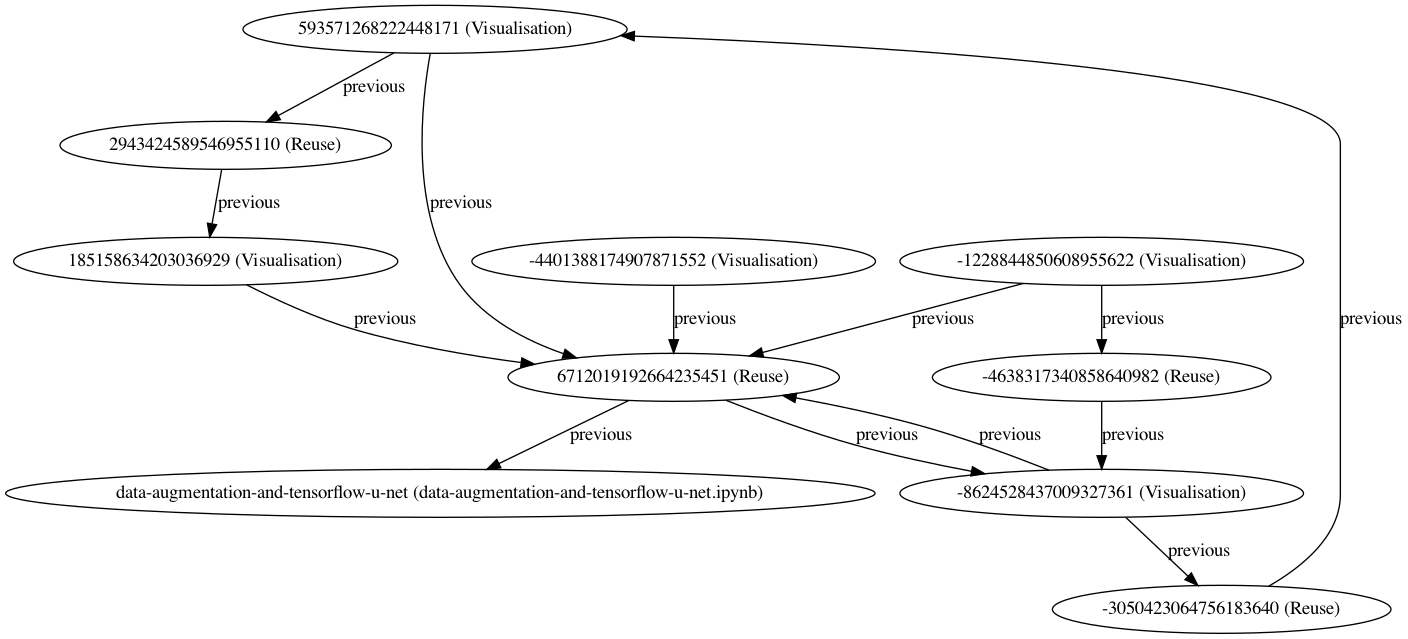 593571268222448171 (Visualisation)
previous
2943424589546955110 (Reuse)
previous
previous
185158634203036929 (Visualisation)
-4401388174907871552 (Visualisation)
-1228844850608955622 (Visualisation)
previous
previous
previous
previous
previous
6712019192664235451 (Reuse)
-4638317340858640982 (Reuse)
previous
previous
previous
previous
data-augmentation-and-tensorflow-u-net (data-augmentation-and-tensorflow-u-net.ipynb)
-8624528437009327361 (Visualisation)
previous
-3050423064756183640 (Reuse)